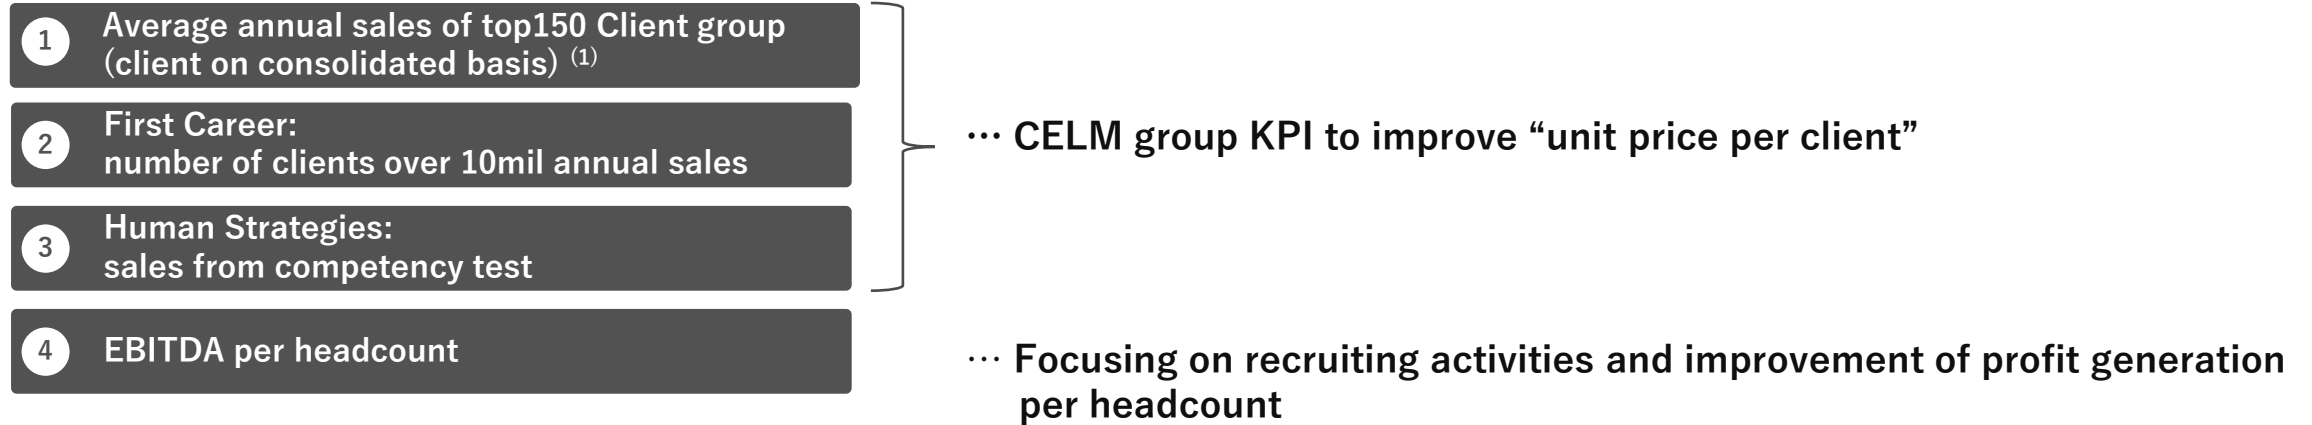 1 Average annual sales of top150 Client group
(client on consolidated basis) (1)
2 First Career:
number of clients over 10mil annual sales
3 Human Strategies:
sales from competency test
… CELM group KPI to improve “unit price per client”
4 EBITDA per headcount
… Focusing on recruiting activities and improvement of profit generation
per headcount